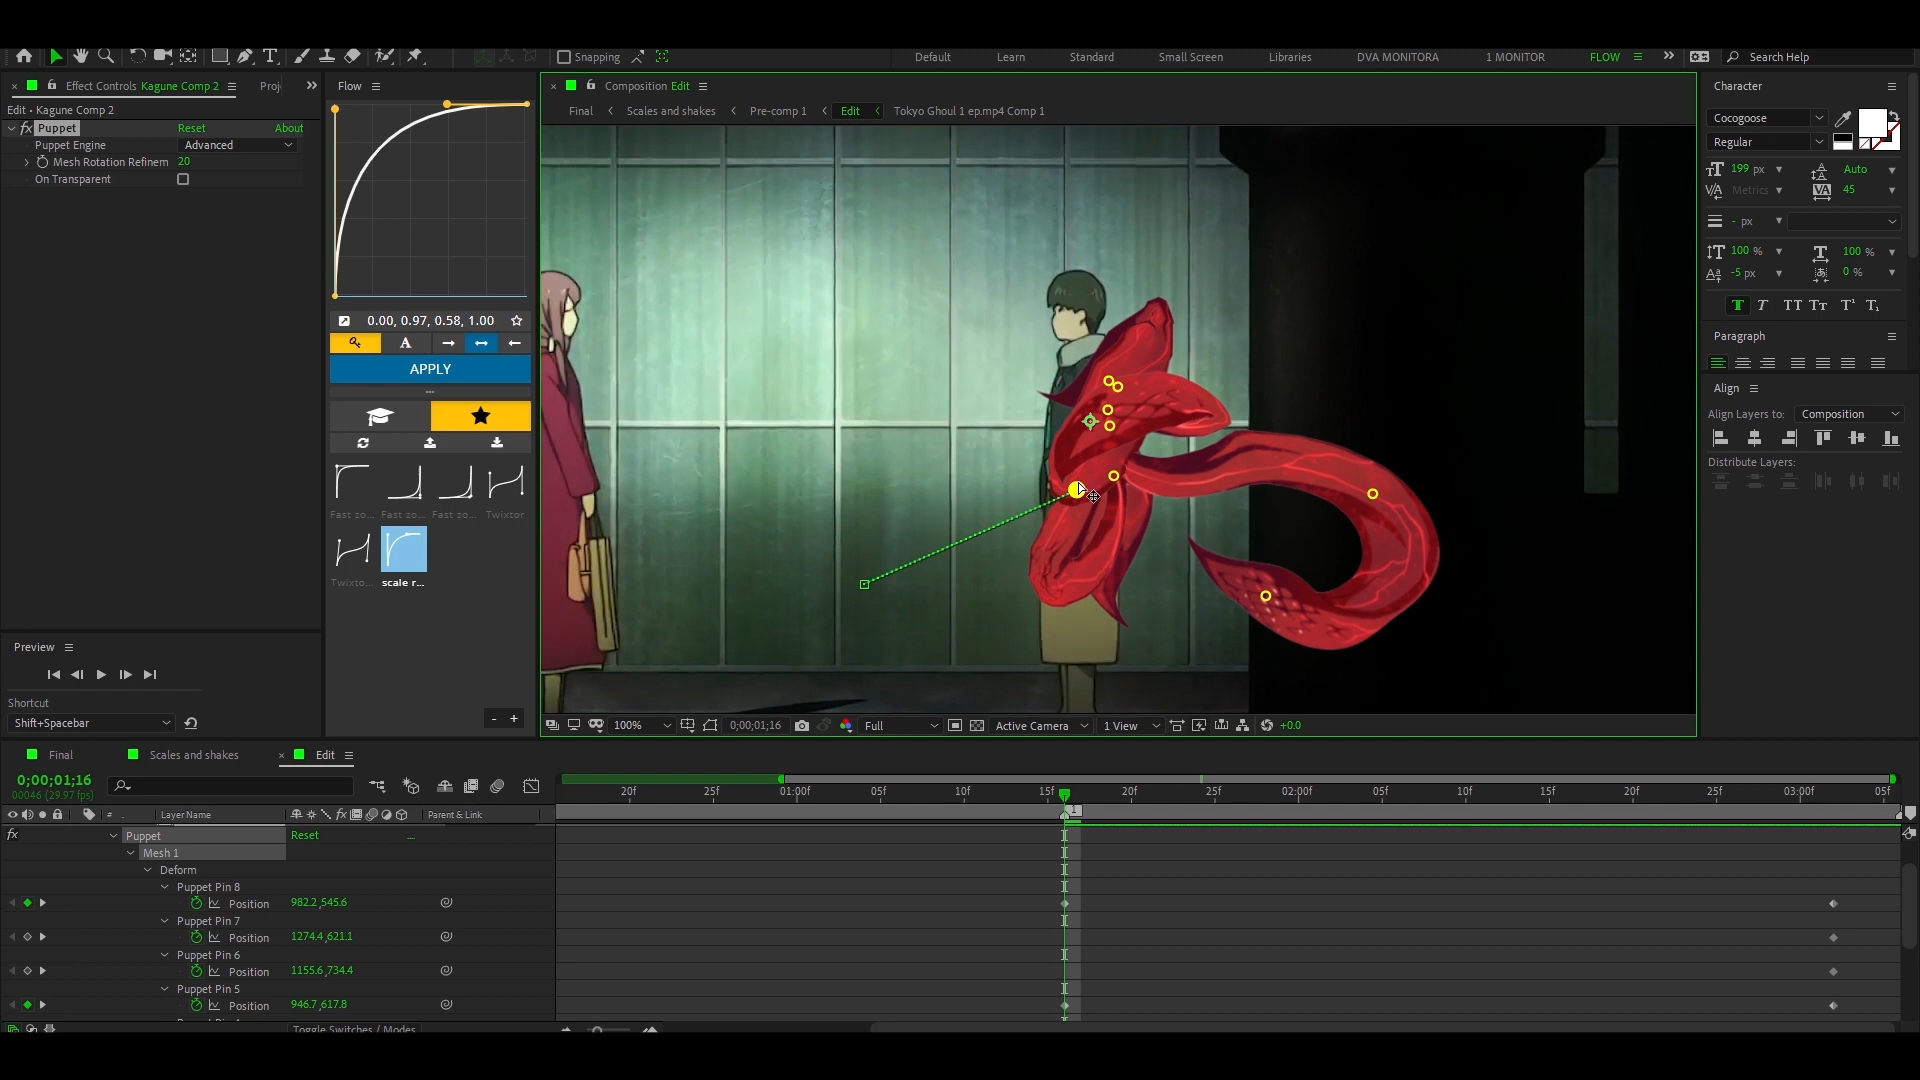 Snapping
Default
Learn
Standard
Small Screen
Libraries
DVA MONITORA
1 MONITOR
FLOW
Search Help
Effect Controls Kagune Comp 2
Proj
Edit • Kagune Comp 2
fx Puppet
Reset
About
Puppet Engine
Advanced
Mesh Rotation Refinem 20
On Transparent
Flow
0.00, 0.97, 0.58, 1.00
A
APPLY
Fast zo...
Fast zo...
Fast zo...
Twixtor
Twixto...
scale r...
- +
Composition Edit
Final
Scales and shakes
Pre-comp 1
Edit
Tokyo Ghoul 1 ep.mp4 Comp 1
100%
0;00;01;16
Full
Active Camera
1 View
+0.0
Character
Cocogoose
Regular
199 px
Auto
Metrics
45
- px
100 %
100 %
-5 px
0 %
Paragraph
Align
Align Layers to: Composition
Distribute Layers:
Preview
Shortcut
Shift+Spacebar
Final
Scales and shakes
Edit
0;00;01;16
00046 (29.97 fps)
20f
25f
01:00f
05f
10f
15f
20f
25f
02:00f
05f
10f
15f
20f
25f
03:00f
05f
1
# Layer Name
Parent & Link
fx
Puppet
Reset
...
Mesh 1
Deform
Puppet Pin 8
Position 982.2,545.6
Puppet Pin 7
Position 1274.4,621.1
Puppet Pin 6
Position 1155.6,734.4
Puppet Pin 5
Position 946.7,617.8
Toggle Switches / Modes